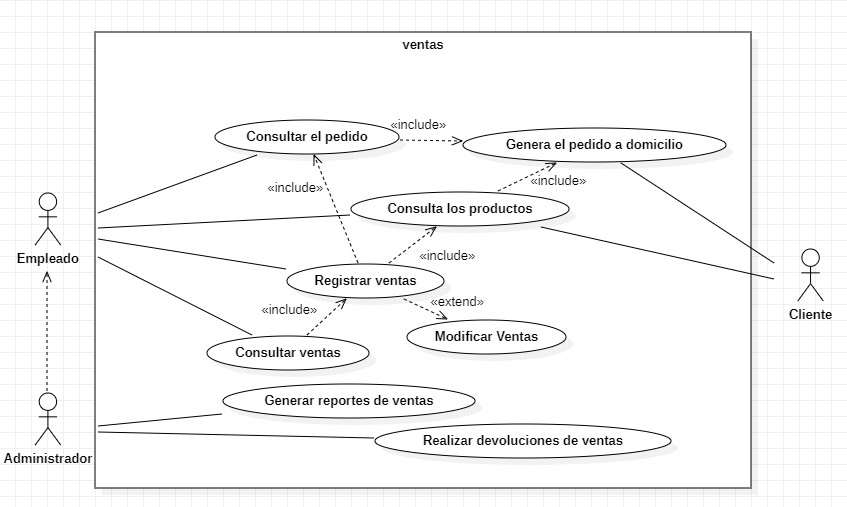 ventas
«include»
Consultar el pedido
Genera el pedido a domicilio
«include»
«include»
Consulta los productos
Empleado
«include»
Registrar ventas
«include»
«extend»
Cliente
Modificar Ventas
Consultar ventas
Generar reportes de ventas
Realizar devoluciones de ventas
Administrador